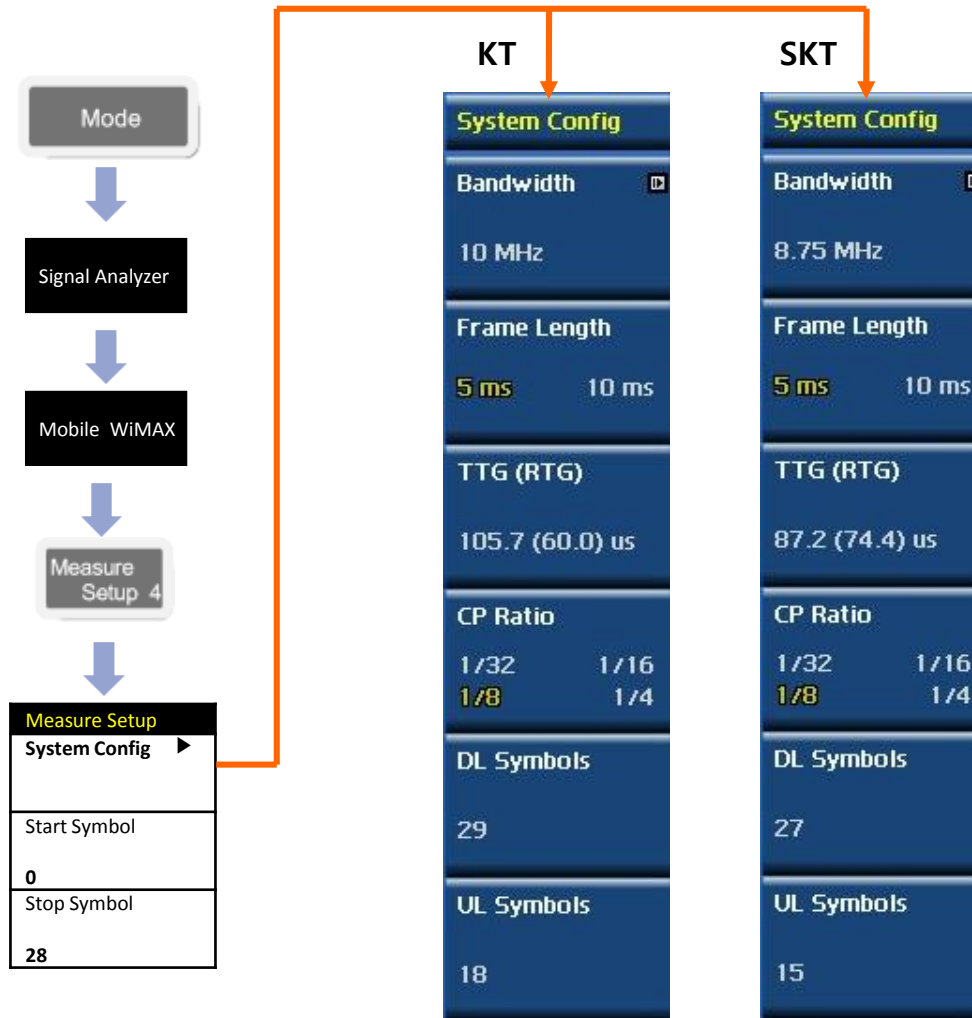 Mode
Signal Analyzer
Mobile WiMAX
Measure
Setup 4
Measure Setup
System Config
Start Symbol
0
Stop Symbol
28
KT
System Config
Bandwidth
10 MHz
Frame Length
5 ms 10 ms
TTG (RTG)
105.7 (60.0) us
CP Ratio
1/32 1/16
1/8 1/4
DL Symbols
29
UL Symbols
18
SKT
System Config
Bandwidth
8.75 MHz
Frame Length
5 ms 10 ms
TTG (RTG)
87.2 (74.4) us
CP Ratio
1/32 1/16
1/8 1/4
DL Symbols
27
UL Symbols
15